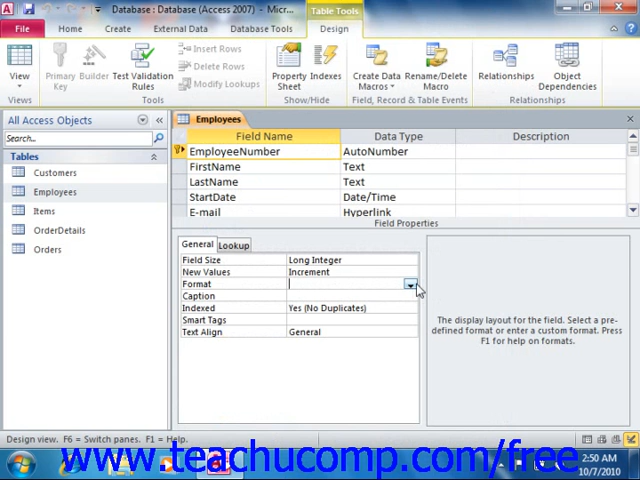 Database : Database (Access 2007) - Micr...
Table Tools
File Home Create External Data Database Tools Design
View
Primary Key
Builder
Test Validation Rules
Insert Rows
Delete Rows
Modify Lookups
Property Sheet
Indexes
Create Data Macros
Rename/Delete Macro
Relationships
Object Dependencies
Views Tools Show/Hide Field, Record & Table Events Relationships
All Access Objects
Search...
Tables
Customers
Employees
Items
OrderDetails
Orders
Employees
Field Name Data Type Description
EmployeeNumber AutoNumber
FirstName Text
LastName Text
StartDate Date/Time
E-mail Hyperlink
Field Properties
General Lookup
Field Size Long Integer
New Values Increment
Format
Caption
Indexed Yes (No Duplicates)
Smart Tags
Text Align General
The display layout for the field. Select a pre-
defined format or enter a custom format. Press
F1 for help on formats.
Design view. F6 = Switch panes. F1 = Help.
www.teachucomp.com/free
2:50 AM
10/7/2010